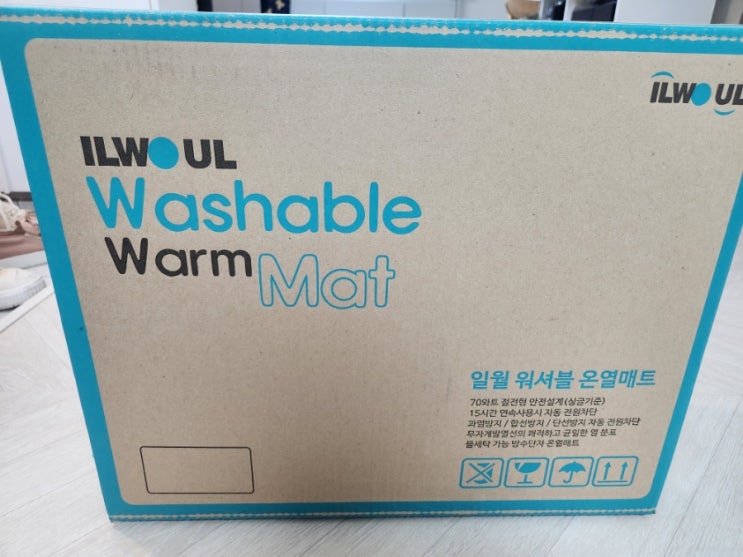 ILWOUL
ILWOUL
Washable
Warm Mat
일월 워셔블 온열매트
70와트 절전형 안전설계(싱글기준)
15시간 연속사용시 자동 전원차단
과열방지 / 합선방지 / 단선방지 자동 전원차단
무자계발열선의 쾌적하고 균일한 열 분포
물세탁 가능 방수단자 온열매트